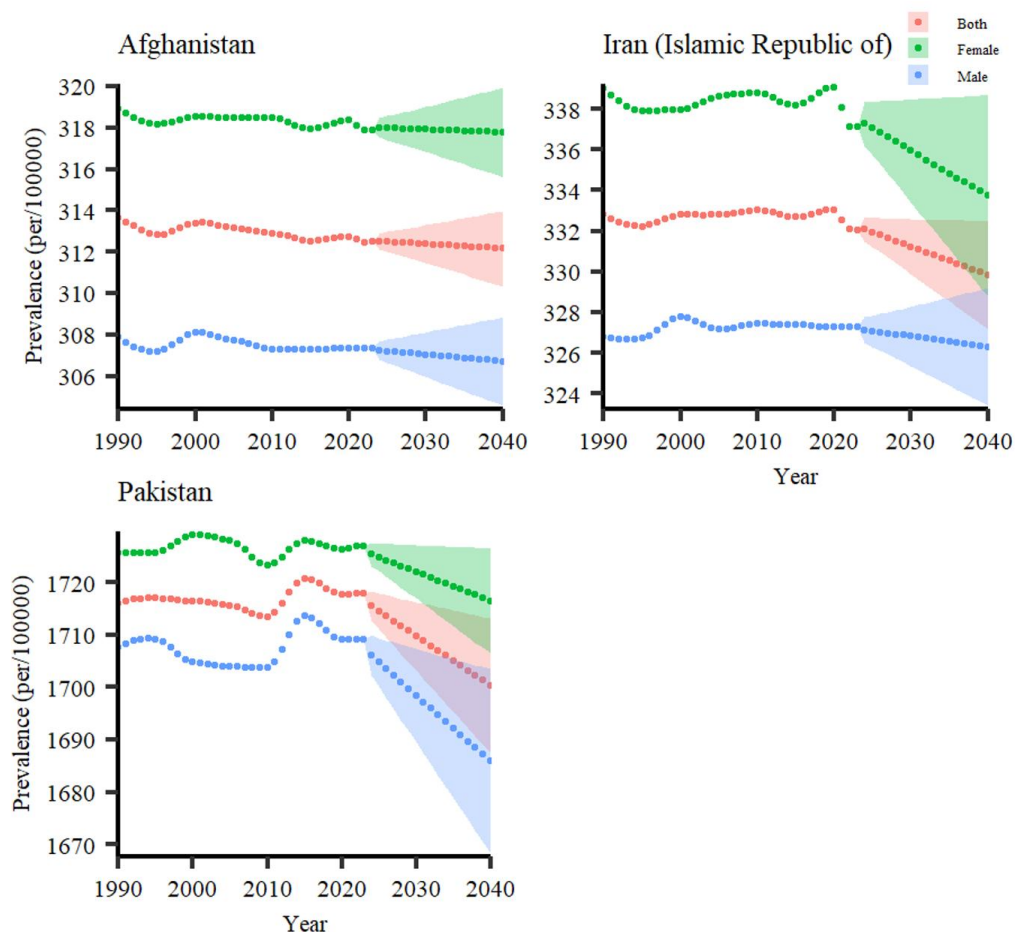 Afghanistan
Prevalence (per/100000)
320
318
316
314
312
310
308
306
1990 2000 2010 2020 2030 2040
Iran (Islamic Republic of)
Both
Female
Male
338
336
334
332
330
328
326
324
1990 2000 2010 2020 2030 2040
Year
Pakistan
Prevalence (per/100000)
1720
1710
1700
1690
1680
1670
1990 2000 2010 2020 2030 2040
Year